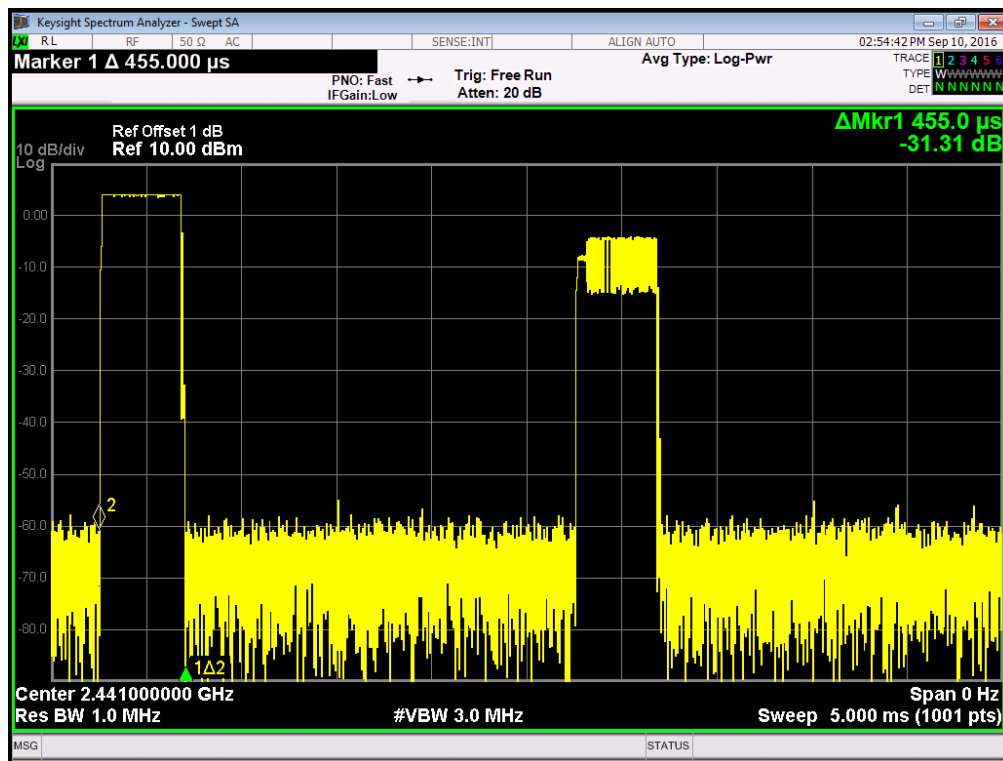 Keysight Spectrum Analyzer - Swept SA
LXI RL RF 50 Ω AC SENSE:INT ALIGN AUTO 02:54:42 PM Sep 10, 2016
Marker 1 Δ 455.000 µs
PNO: Fast
IFGain:Low
Trig: Free Run
Atten: 20 dB
Avg Type: Log-Pwr
TRACE 1 2 3 4 5 6
TYPE WWWWWW
DET N N N N N N
ΔMkr1 455.0 µs
-31.31 dB
Ref Offset 1 dB
10 dB/div Ref 10.00 dBm
Log
0.00
-10.0
-20.0
-30.0
-40.0
-50.0
2
-60.0
-70.0
-80.0
1Δ2
Center 2.441000000 GHz Span 0 Hz
Res BW 1.0 MHz #VBW 3.0 MHz Sweep 5.000 ms (1001 pts)
MSG STATUS